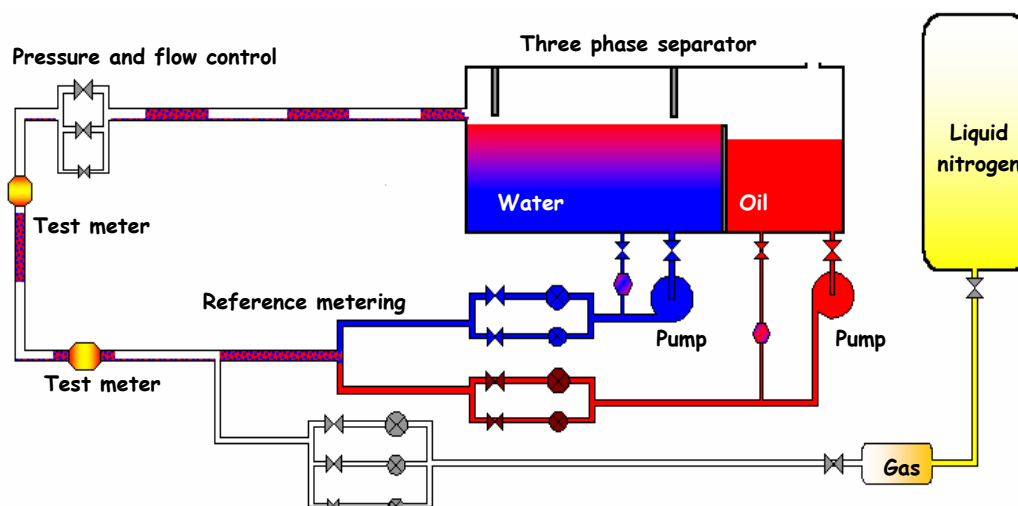 Three phase separator
Pressure and flow control
Liquid
nitrogen
Water
Oil
Test meter
Reference metering
Pump
Pump
Test meter
Gas